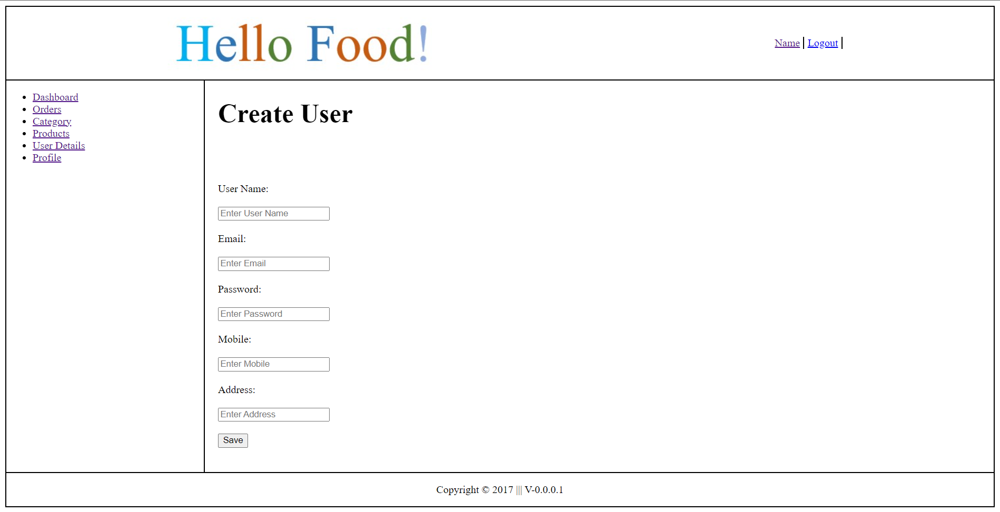 Hello Food!
Name | Logout |
Dashboard
Orders
Category
Products
User Details
Profile
Create User
User Name:
Enter User Name
Email:
Enter Email
Password:
Enter Password
Mobile:
Enter Mobile
Address:
Enter Address
Save
Copyright © 2017 ||| V-0.0.0.1